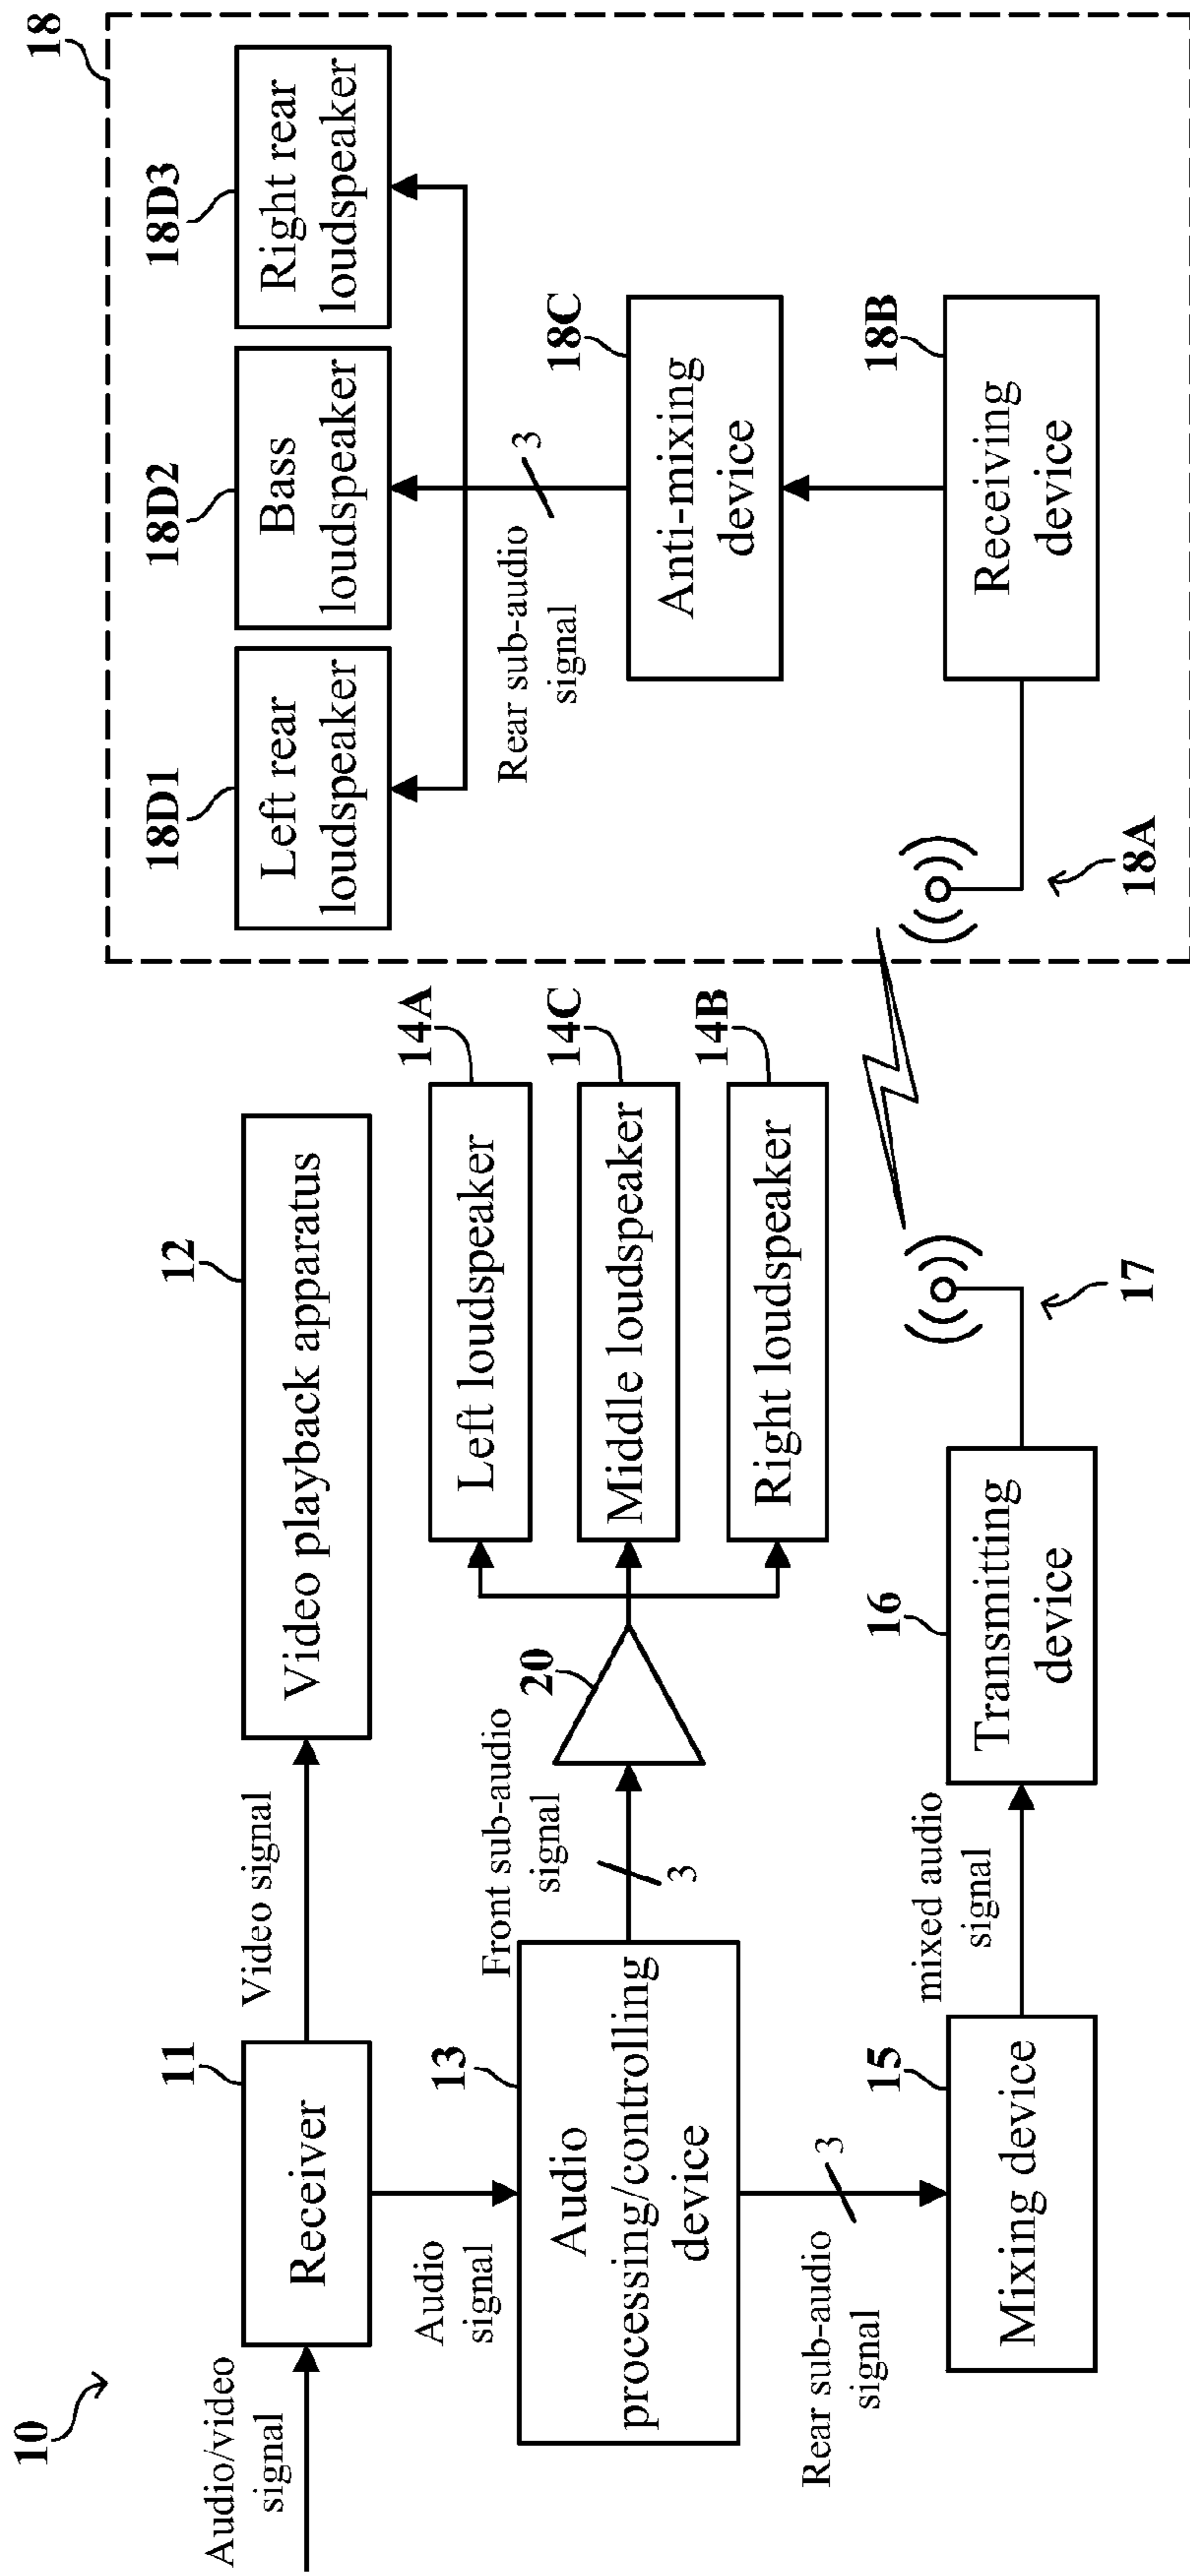 10
Audio/video
signal
11
Receiver
Video signal
12
Video playback apparatus
Audio
signal
13
Audio
processing/controlling
device
Front sub-audio
signal
3
20
14A
Left loudspeaker
14C
Middle loudspeaker
14B
Right loudspeaker
Rear sub-audio
signal
3
15
Mixing device
mixed audio
signal
16
Transmitting
device
17
18
18A
18B
Receiving
device
18C
Anti-mixing
device
Rear sub-audio
signal
3
18D1
Left rear
loudspeaker
18D2
Bass
loudspeaker
18D3
Right rear
loudspeaker